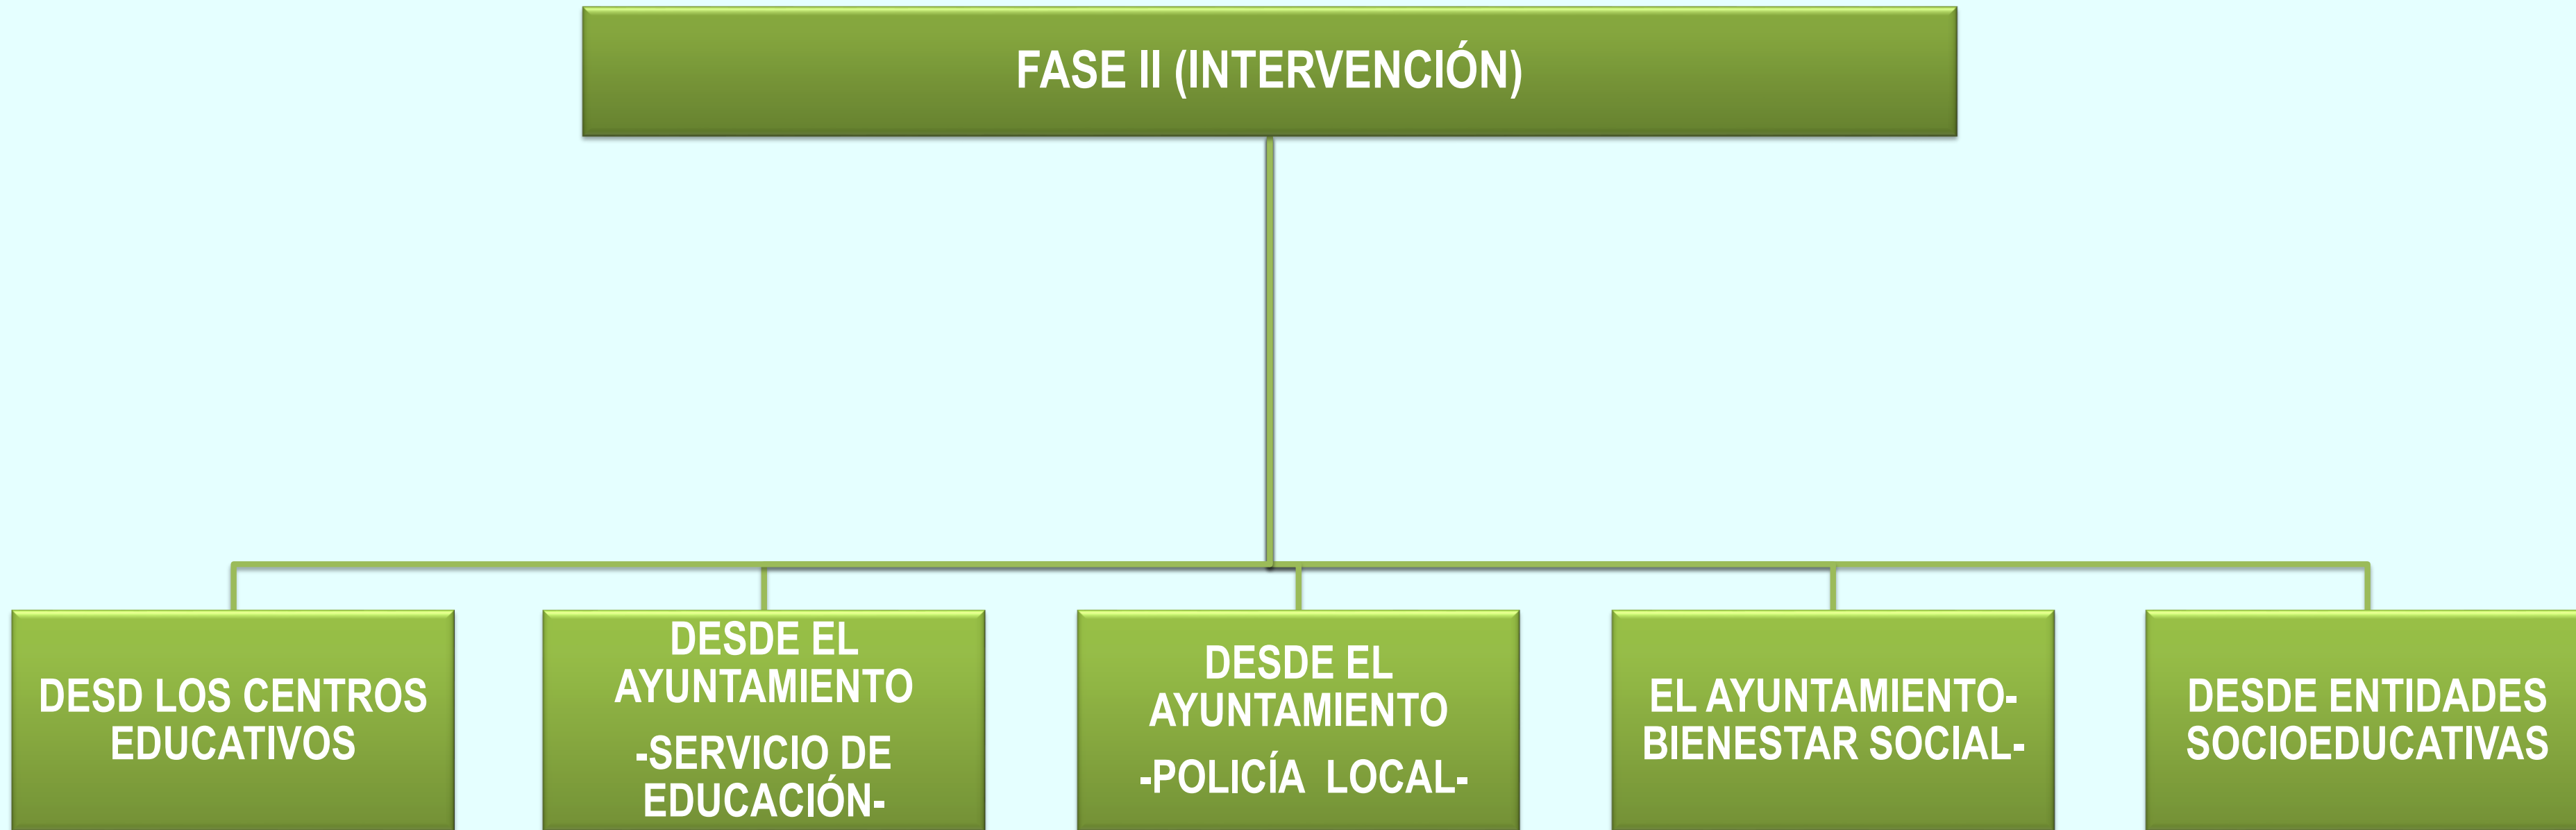 FASE II (INTERVENCIÓN)
DESD LOS CENTROS
EDUCATIVOS
DESDE EL
AYUNTAMIENTO
-SERVICIO DE
EDUCACIÓN-
DESDE EL
AYUNTAMIENTO
-POLICÍA LOCAL-
EL AYUNTAMIENTO-
BIENESTAR SOCIAL-
DESDE ENTIDADES
SOCIOEDUCATIVAS